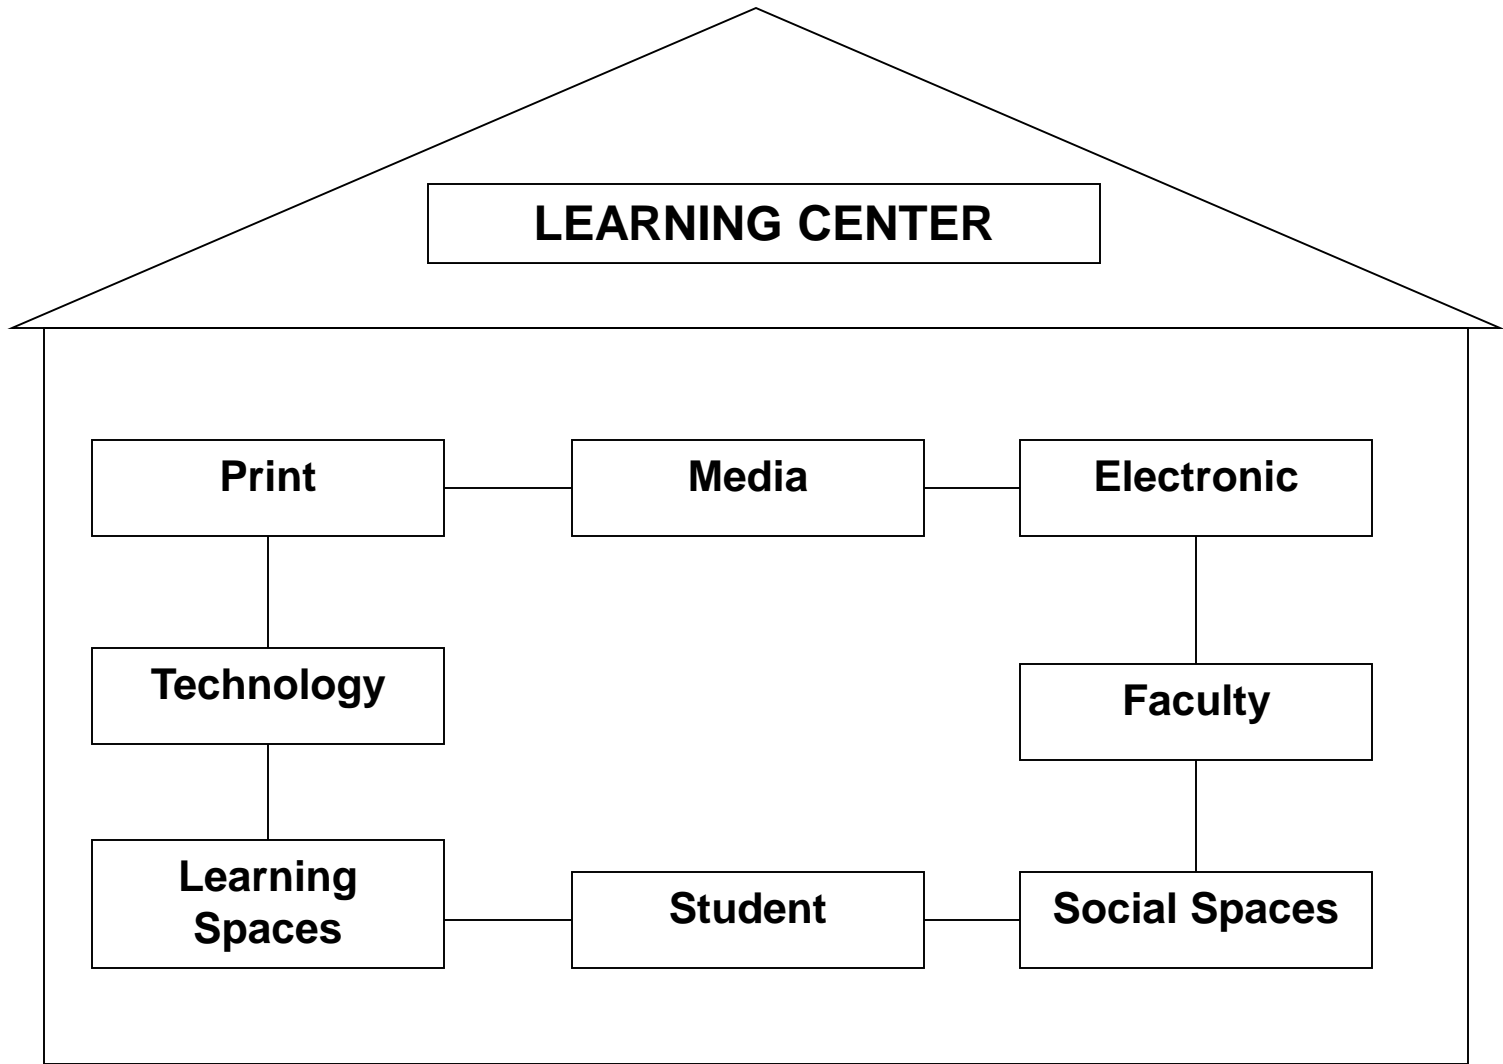 LEARNING CENTER
Print
Media
Electronic
Technology
Faculty
Learning
Spaces
Student
Social Spaces